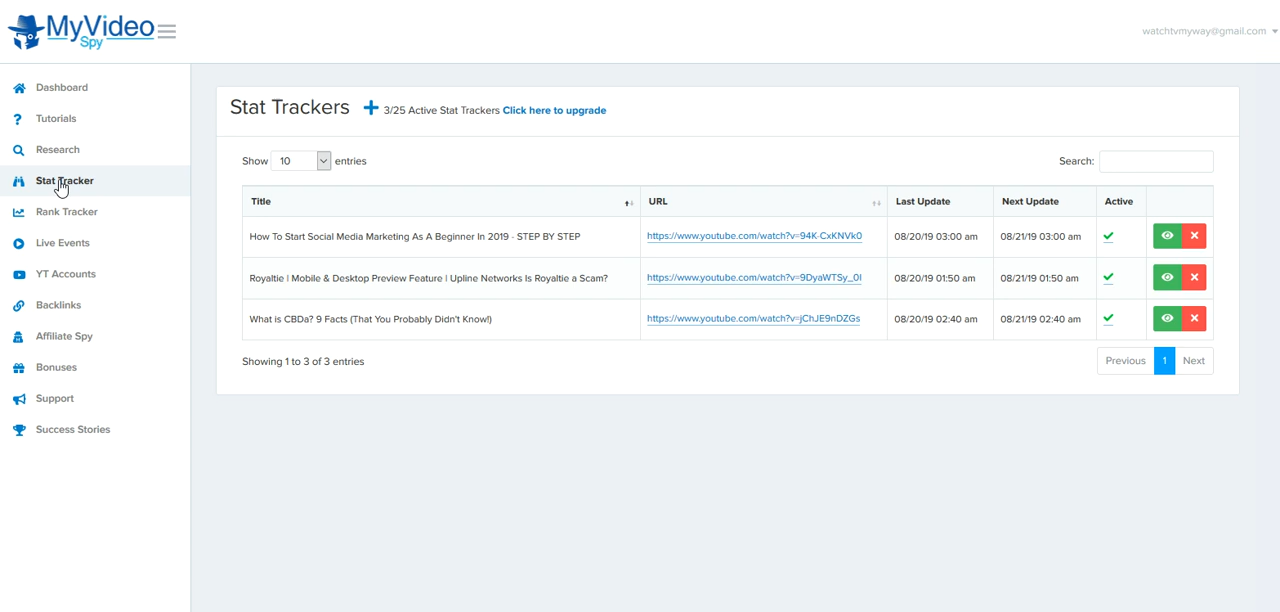 MyVideo
Spy
watchtvmyway@gmail.com
Dashboard
Tutorials
Research
Stat Tracker
Rank Tracker
Live Events
YT Accounts
Backlinks
Affiliate Spy
Bonuses
Support
Success Stories
Stat Trackers + 3/25 Active Stat Trackers Click here to upgrade
Show 10 entries Search:
Title URL Last Update Next Update Active
How To Start Social Media Marketing As A Beginner In 2019 - STEP BY STEP https://www.youtube.com/watch?v=94K-CxKNVk0 08/20/19 03:00 am 08/21/19 03:00 am
Royaltie | Mobile & Desktop Preview Feature | Upline Networks Is Royaltie a Scam? https://www.youtube.com/watch?v=9DyaWTSy_0I 08/20/19 01:50 am 08/21/19 01:50 am
What is CBDa? 9 Facts (That You Probably Didn't Know!) https://www.youtube.com/watch?v=jChJE9nDZGs 08/20/19 02:40 am 08/21/19 02:40 am
Showing 1 to 3 of 3 entries Previous 1 Next